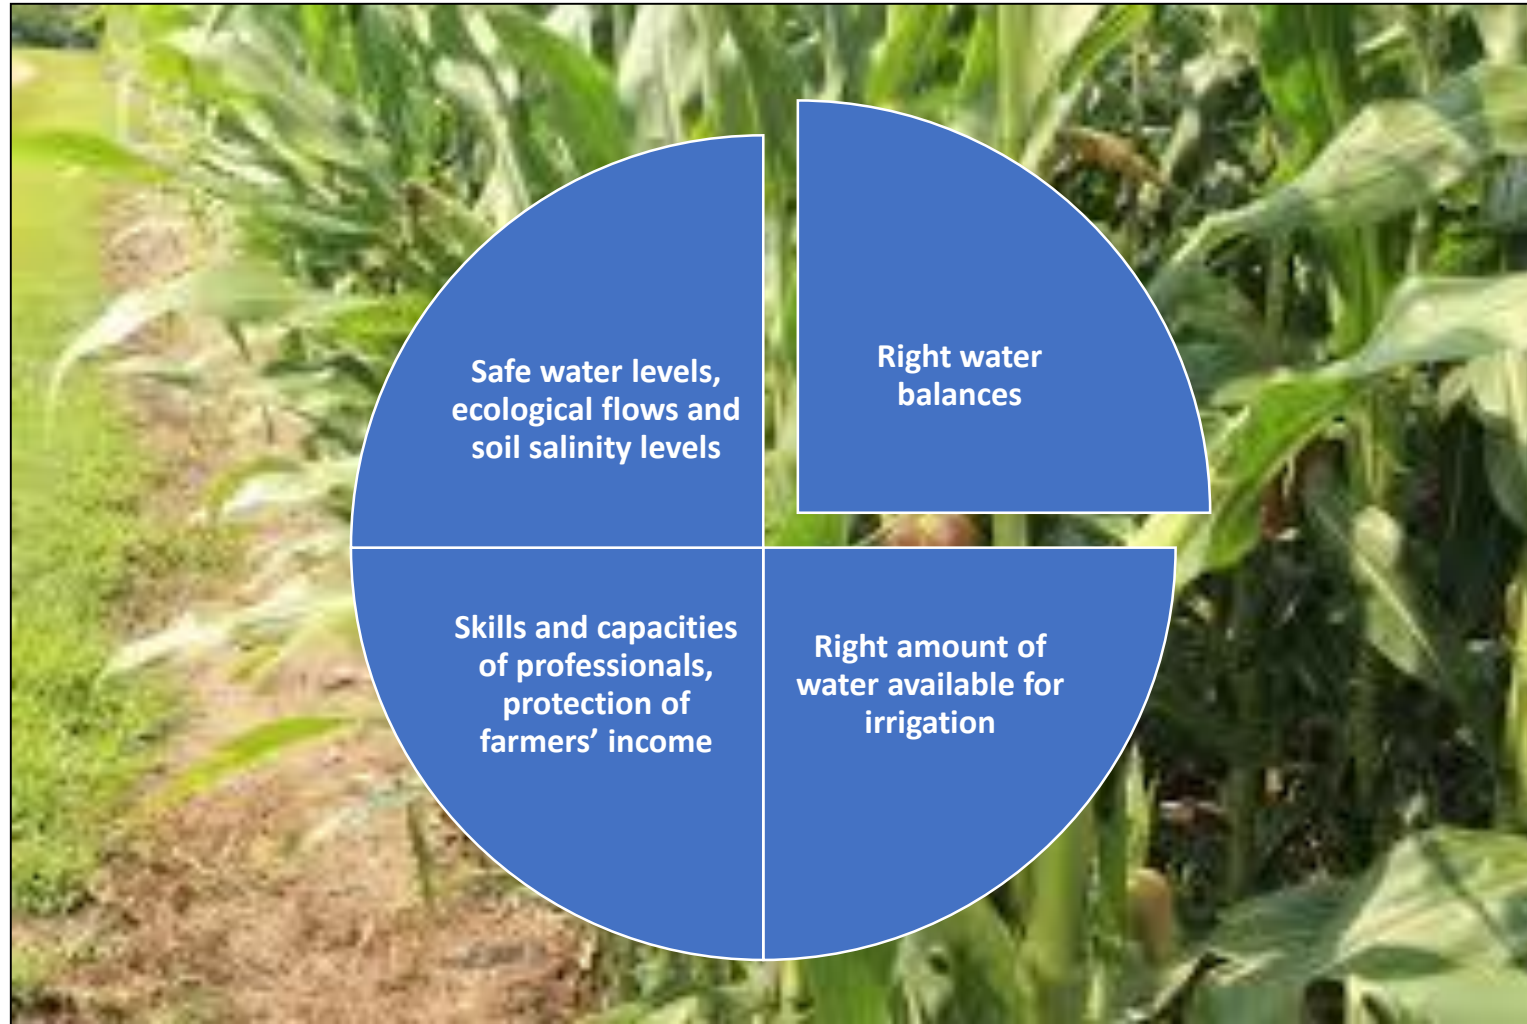 Safe water levels,
ecological flows and
soil salinity levels
Right water
balances
Skills and capacities
of professionals,
protection of
farmers’ income
Right amount of
water available for
irrigation